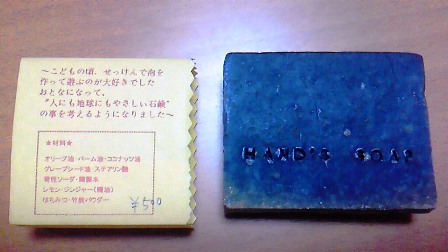 〜こどもの頃、せっけんで泡を
作って遊ぶのが大好きでした
おとなになって、
"人にも地球にもやさしい石鹸"
の事を考えるようになりました〜
★材料★
オリーブ油・パーム油・ココナッツ油
グレープシード油・ステアリン酸
苛性ソーダ・精製水
レモン・ジンジャー(精油)
はちみつ・竹炭パウダー
¥500
HAND'S SOAP